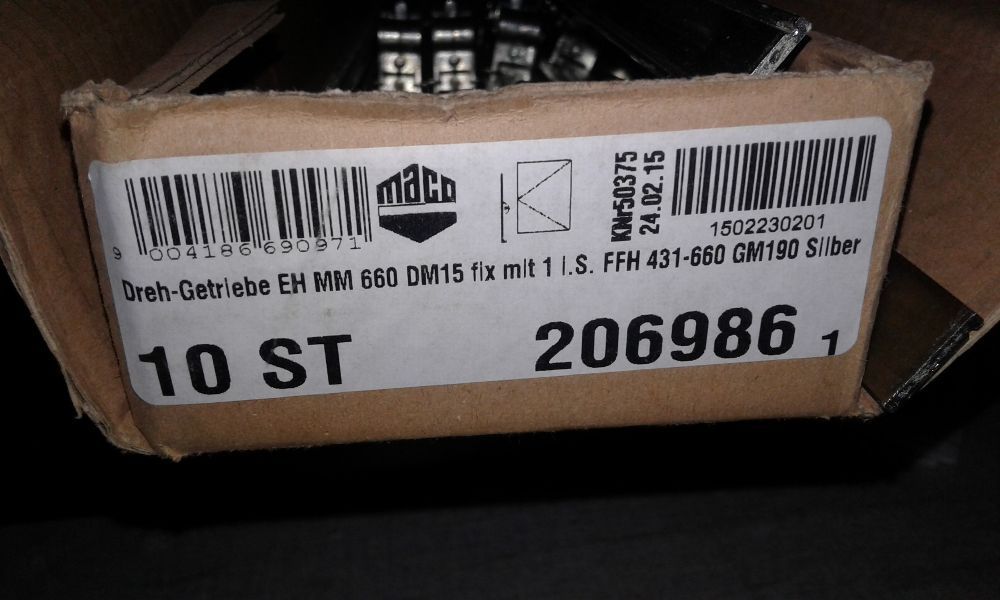 maco
KNr50375
24.02.15
9 004186 690971
1502230201
Dreh-Getriebe EH MM 660 DM15 fix mit 1 i.S. FFH 431-660 GM190 Silber
10 ST
206986 1